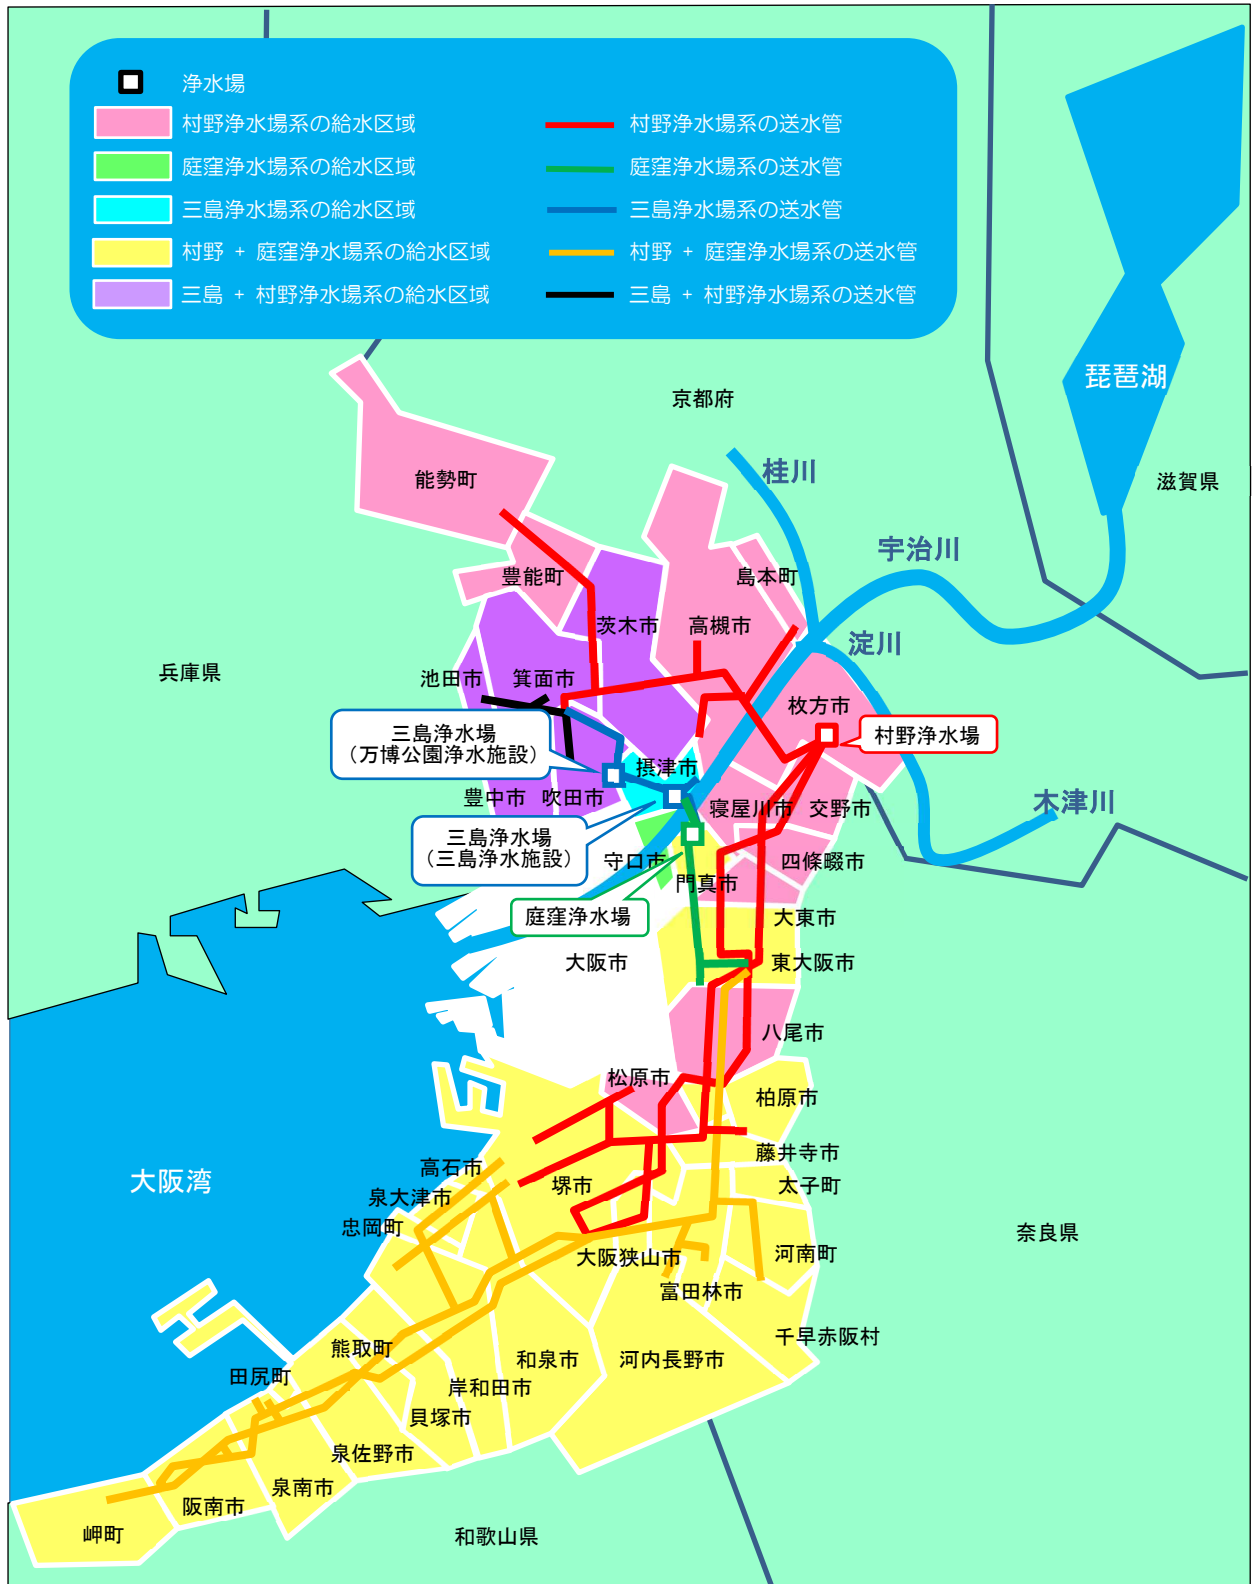 浄水場
村野浄水場系の給水区域
村野浄水場系の送水管
庭窪浄水場系の給水区域
庭窪浄水場系の送水管
三島浄水場系の給水区域
三島浄水場系の送水管
村野 + 庭窪浄水場系の給水区域
村野 + 庭窪浄水場系の送水管
三島 + 村野浄水場系の給水区域
三島 + 村野浄水場系の送水管
琵琶湖
京都府
桂川
能勢町
滋賀県
宇治川
豊能町
島本町
茨木市
高槻市
淀川
兵庫県
池田市
箕面市
枚方市
三島浄水場
（万博公園浄水施設）
村野浄水場
摂津市
豊中市
吹田市
寝屋川市
交野市
木津川
三島浄水場
（三島浄水施設）
守口市
四條畷市
門真市
庭窪浄水場
大東市
大阪市
東大阪市
八尾市
松原市
柏原市
藤井寺市
高石市
大阪湾
泉大津市
堺市
太子町
忠岡町
奈良県
大阪狭山市
河南町
富田林市
千早赤阪村
熊取町
和泉市
河内長野市
田尻町
岸和田市
貝塚市
泉佐野市
泉南市
阪南市
岬町
和歌山県